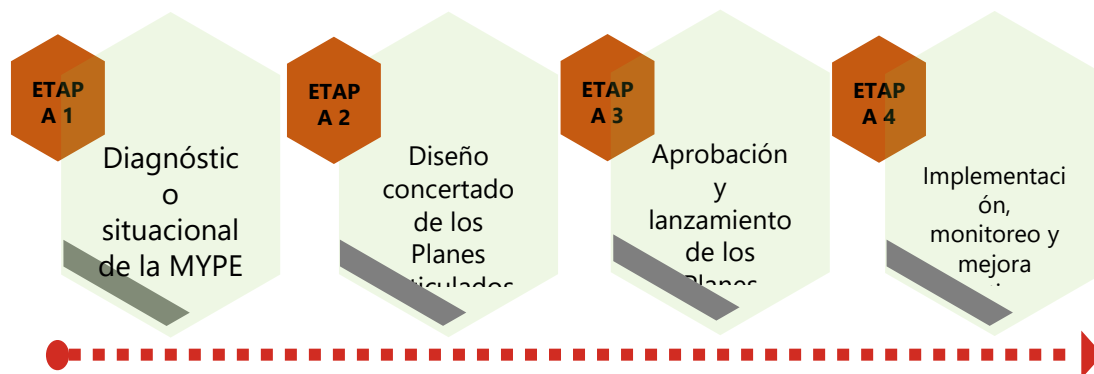 ETAP
A 1
Diagnóstic
o
situacional
de la MYPE
ETAP
A 2
Diseño
concertado
de los
Planes
ETAP
A 3
Aprobación
y
lanzamiento
de los
Planes
ETAP
A 4
Implementaci
ón,
monitoreo y
mejora